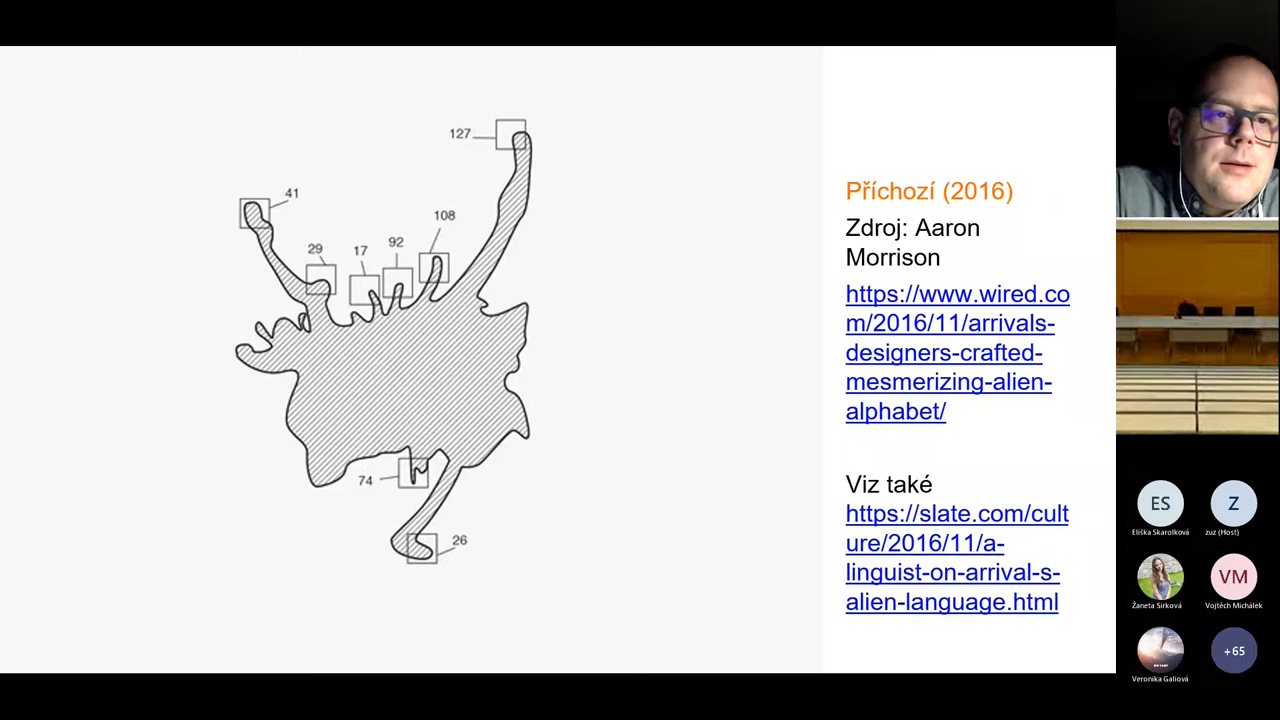 127
41
108
92
29
17
74
26
Příchozí (2016)
Zdroj: Aaron
Morrison
https://www.wired.co
m/2016/11/arrivals-
designers-crafted-
mesmerizing-alien-
alphabet/
Viz také
https://slate.com/cult
ure/2016/11/a-
linguist-on-arrival-s-
alien-language.html
ES
Eliška Skarolková
Z
zuz (Host)
Žaneta Sirková
VM
Vojtěch Michálek
Veronika Galiová
+65